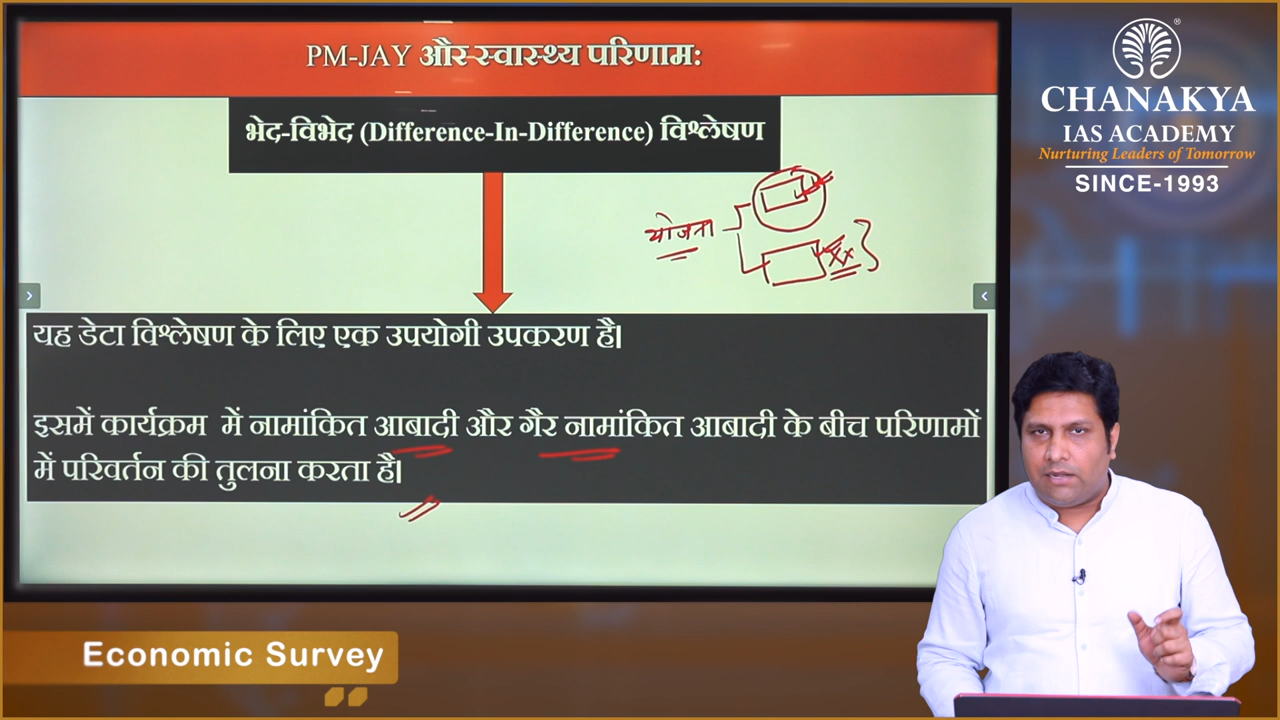 PM-JAY और स्वास्थ्य परिणाम:
भेद-विभेद (Difference-In-Difference) विश्लेषण
योजना
यह डेटा विश्लेषण के लिए एक उपयोगी उपकरण है।
इसमें कार्यक्रम में नामांकित आबादी और गैर नामांकित आबादी के बीच परिणामों
में परिवर्तन की तुलना करता है।
®
CHANAKYA
IAS ACADEMY
Nurturing Leaders of Tomorrow
SINCE-1993
Economic Survey